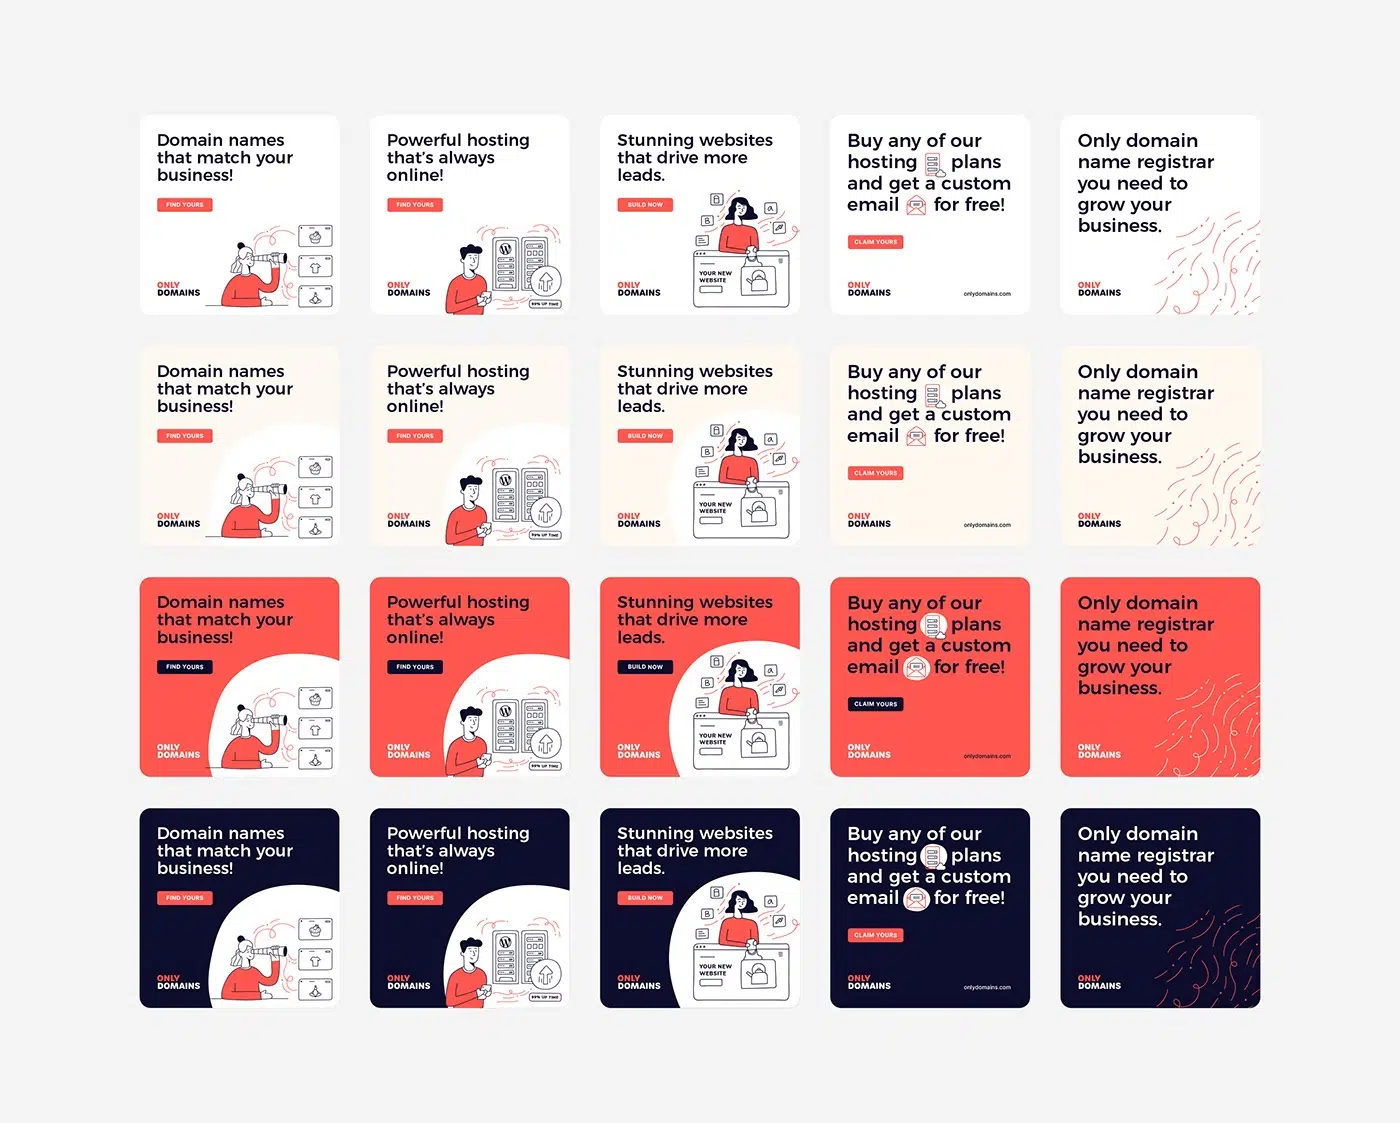 Domain names
that match your
business!
FIND YOURS
ONLY
DOMAINS
Powerful hosting
that's always
online!
FIND YOURS
99% UP TIME
ONLY
DOMAINS
Stunning websites
that drive more
leads.
BUILD NOW
B
a
YOUR NEW
WEBSITE
ONLY
DOMAINS
Buy any of our
hosting plans
and get a custom
email for free!
CLAIM YOURS
ONLY
DOMAINS
onlydomains.com
Only domain
name registrar
you need to
grow your
business.
ONLY
DOMAINS
Domain names
that match your
business!
FIND YOURS
ONLY
DOMAINS
Powerful hosting
that's always
online!
FIND YOURS
99% UP TIME
ONLY
DOMAINS
Stunning websites
that drive more
leads.
BUILD NOW
B
a
YOUR NEW
WEBSITE
ONLY
DOMAINS
Buy any of our
hosting plans
and get a custom
email for free!
CLAIM YOURS
ONLY
DOMAINS
onlydomains.com
Only domain
name registrar
you need to
grow your
business.
ONLY
DOMAINS
Domain names
that match your
business!
FIND YOURS
ONLY
DOMAINS
Powerful hosting
that's always
online!
FIND YOURS
99% UP TIME
ONLY
DOMAINS
Stunning websites
that drive more
leads.
BUILD NOW
B
a
YOUR NEW
WEBSITE
ONLY
DOMAINS
Buy any of our
hosting plans
and get a custom
email for free!
CLAIM YOURS
ONLY
DOMAINS
onlydomains.com
Only domain
name registrar
you need to
grow your
business.
ONLY
DOMAINS
Domain names
that match your
business!
FIND YOURS
ONLY
DOMAINS
Powerful hosting
that's always
online!
FIND YOURS
99% UP TIME
ONLY
DOMAINS
Stunning websites
that drive more
leads.
BUILD NOW
B
a
YOUR NEW
WEBSITE
ONLY
DOMAINS
Buy any of our
hosting plans
and get a custom
email for free!
CLAIM YOURS
ONLY
DOMAINS
onlydomains.com
Only domain
name registrar
you need to
grow your
business.
ONLY
DOMAINS